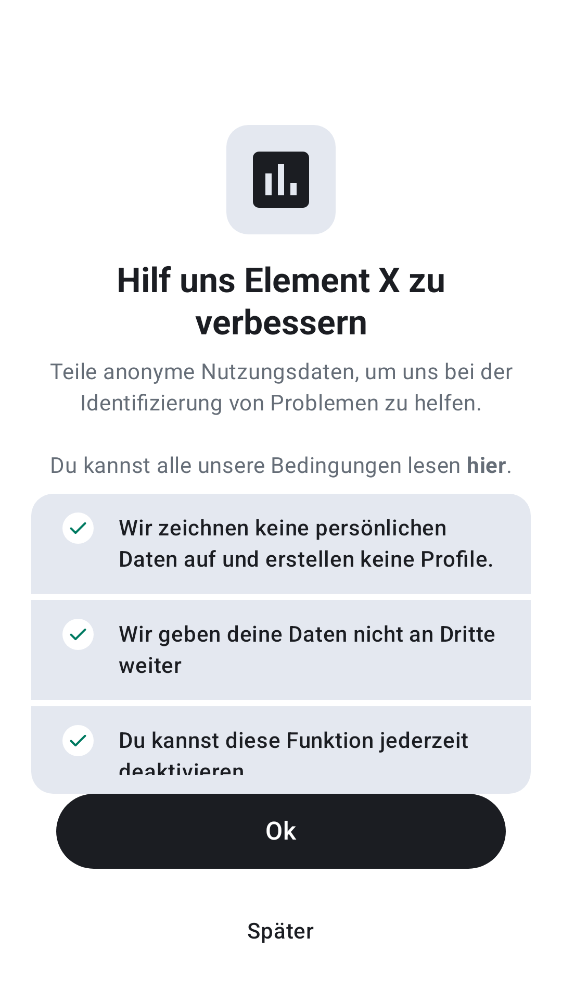 Hilf uns Element X zu
verbessern
Teile anonyme Nutzungsdaten, um uns bei der
Identifizierung von Problemen zu helfen.
Du kannst alle unsere Bedingungen lesen hier.
Wir zeichnen keine persönlichen
Daten auf und erstellen keine Profile.
Wir geben deine Daten nicht an Dritte
weiter
Du kannst diese Funktion jederzeit
deaktivieren
Ok
Später